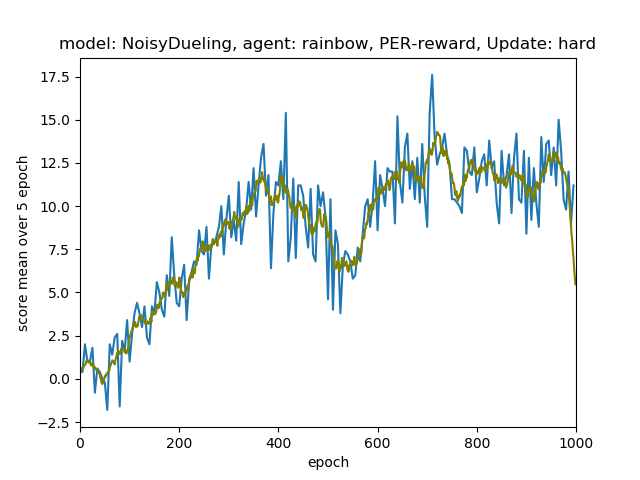 model: NoisyDueling, agent: rainbow, PER-reward, Update: hard
score mean over 5 epoch
17.5
15.0
12.5
10.0
7.5
5.0
2.5
0.0
−2.5
0 200 400 600 800 1000
epoch